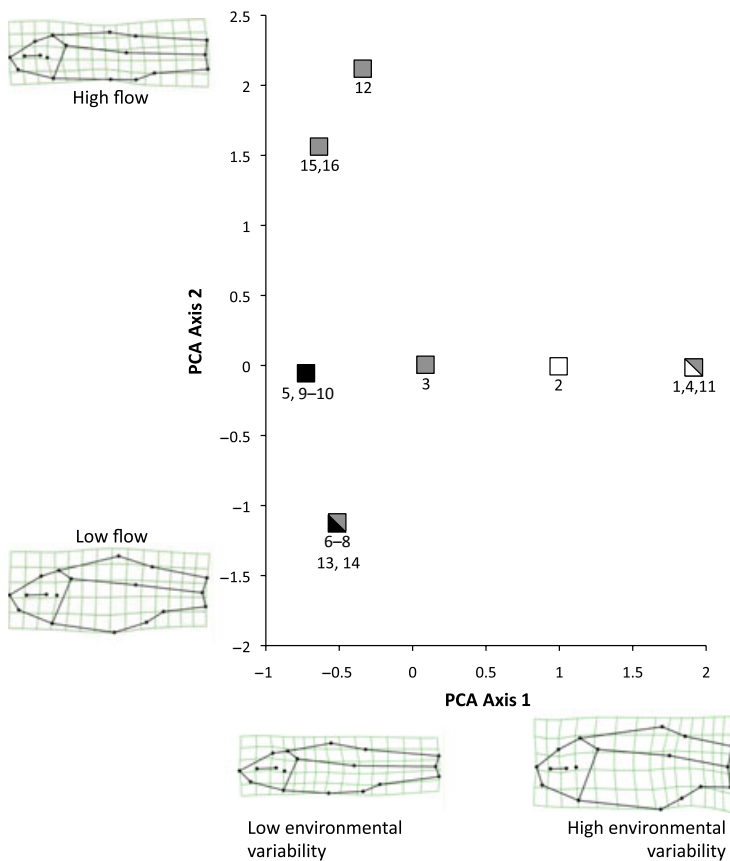 High flow
2.5
12
2
15,16
1.5
1
0.5
PCA Axis 2
0
5, 9–10
3
2
1,4,11
–0.5
–1
Low flow
6–8
13, 14
–1.5
–2
–1 –0.5 0 0.5 1 1.5 2
PCA Axis 1
Low environmental
variability
High environmental
variability